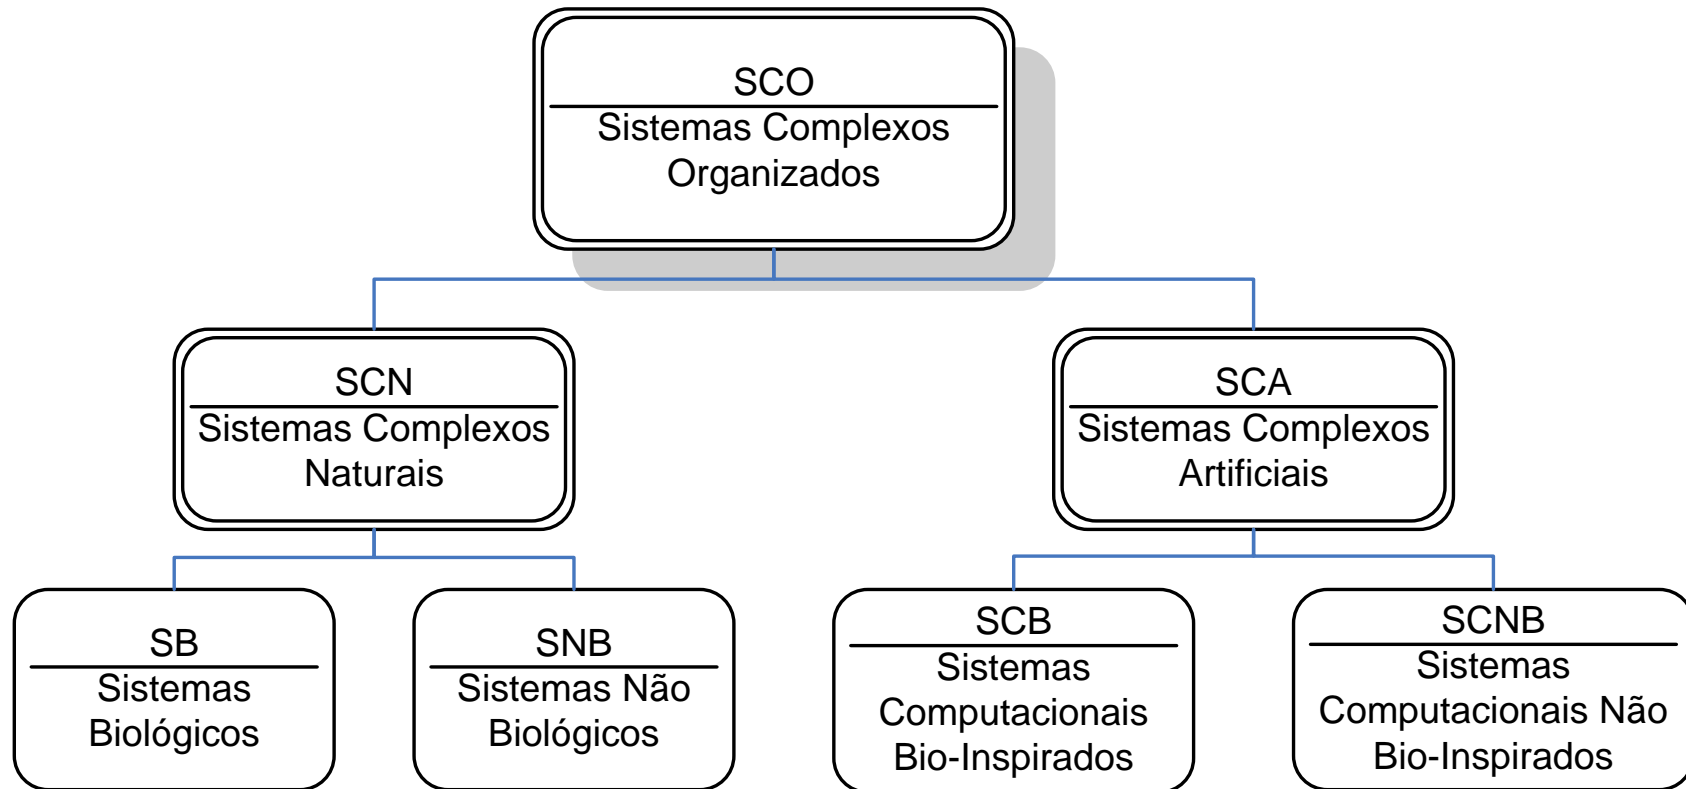 SCO
Sistemas Complexos
Organizados
SCN
Sistemas Complexos
Naturais
SCA
Sistemas Complexos
Artificiais
SB
Sistemas
Biológicos
SNB
Sistemas Não
Biológicos
SCB
Sistemas
Computacionais
Bio-Inspirados
SCNB
Sistemas
Computacionais Não
Bio-Inspirados